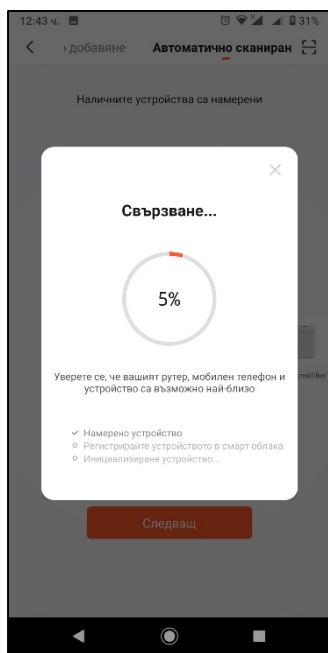 12:43 ч.
31%
о добавяне Автоматично сканиран
Наличните устройства са намерени
Свързване...
5%
Уверете се, че вашият рутер, мобилен телефон и
устройство са възможно най-близо
midifier
Намерено устройство
Регистрирайте устройството в смарт облака
Инициализиране устройство...
Следващ